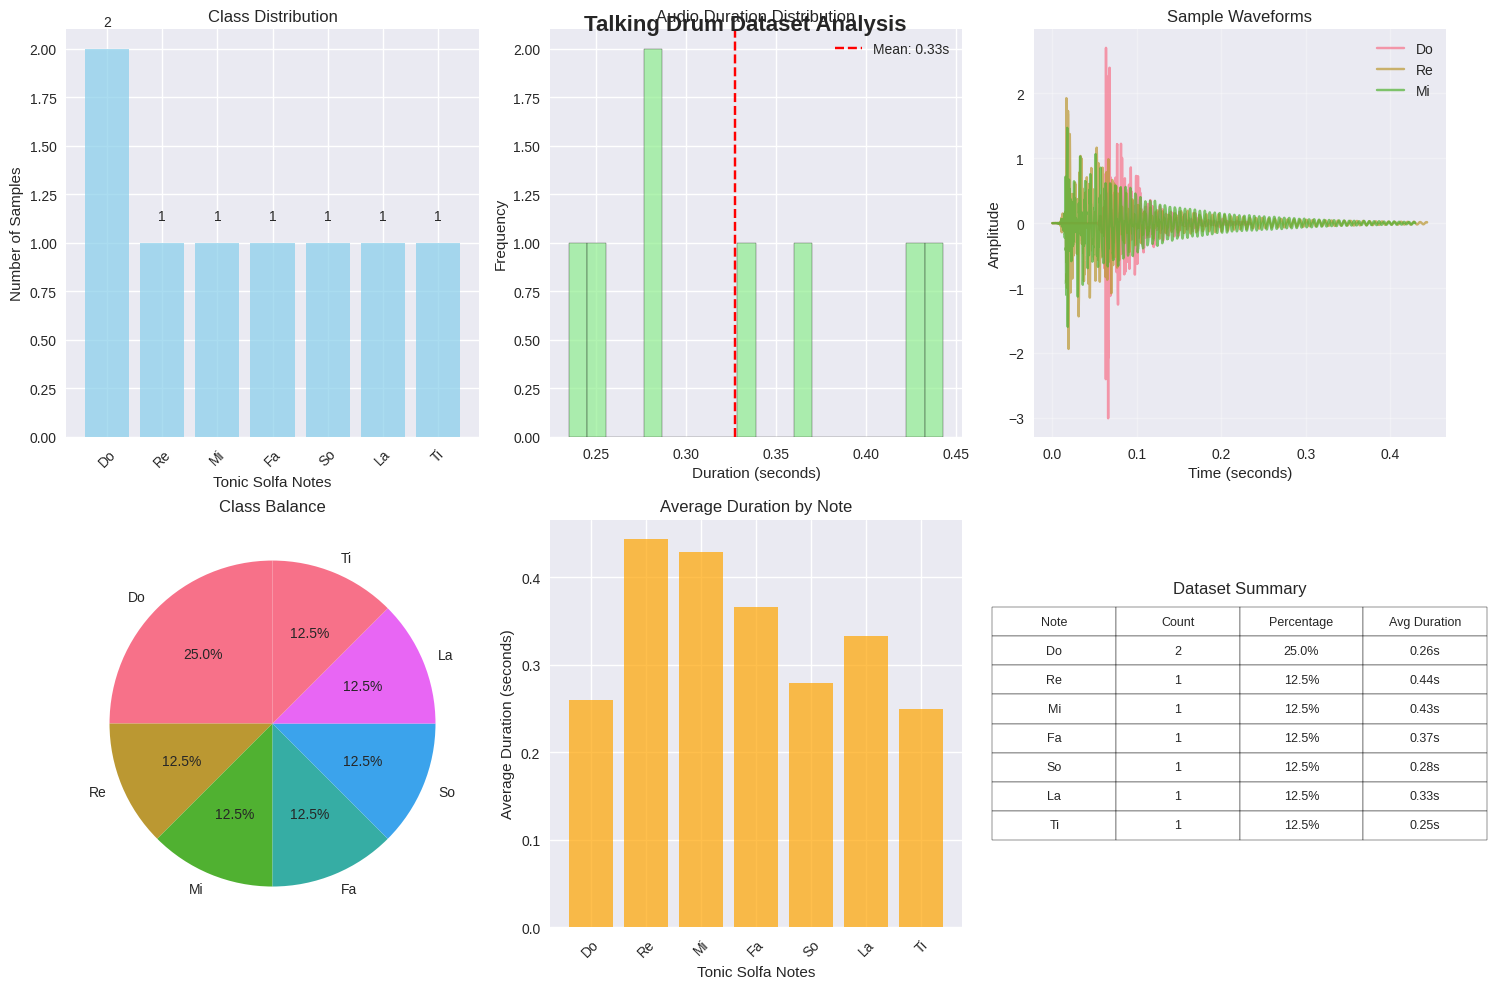 Talking Drum Dataset Analysis
Class Distribution
2
1
1
1
1
1
1
2.00
1.75
1.50
1.25
1.00
0.75
0.50
0.25
0.00
Number of Samples
Do
Re
Mi
Fa
So
La
Ti
Tonic Solfa Notes
Audio Duration Distribution
Mean: 0.33s
2.00
1.75
1.50
1.25
1.00
0.75
0.50
0.25
0.00
Frequency
0.25
0.30
0.35
0.40
0.45
Duration (seconds)
Sample Waveforms
Do
Re
Mi
2
1
0
−1
−2
−3
Amplitude
0.0
0.1
0.2
0.3
0.4
Time (seconds)
Class Balance
Ti
Do
12.5%
La
25.0%
12.5%
12.5%
12.5%
Re
So
12.5%
12.5%
Mi
Fa
Average Duration by Note
0.4
0.3
0.2
0.1
0.0
Average Duration (seconds)
Do
Re
Mi
Fa
So
La
Ti
Tonic Solfa Notes
Dataset Summary
Note Count Percentage Avg Duration
Do 2 25.0% 0.26s
Re 1 12.5% 0.44s
Mi 1 12.5% 0.43s
Fa 1 12.5% 0.37s
So 1 12.5% 0.28s
La 1 12.5% 0.33s
Ti 1 12.5% 0.25s